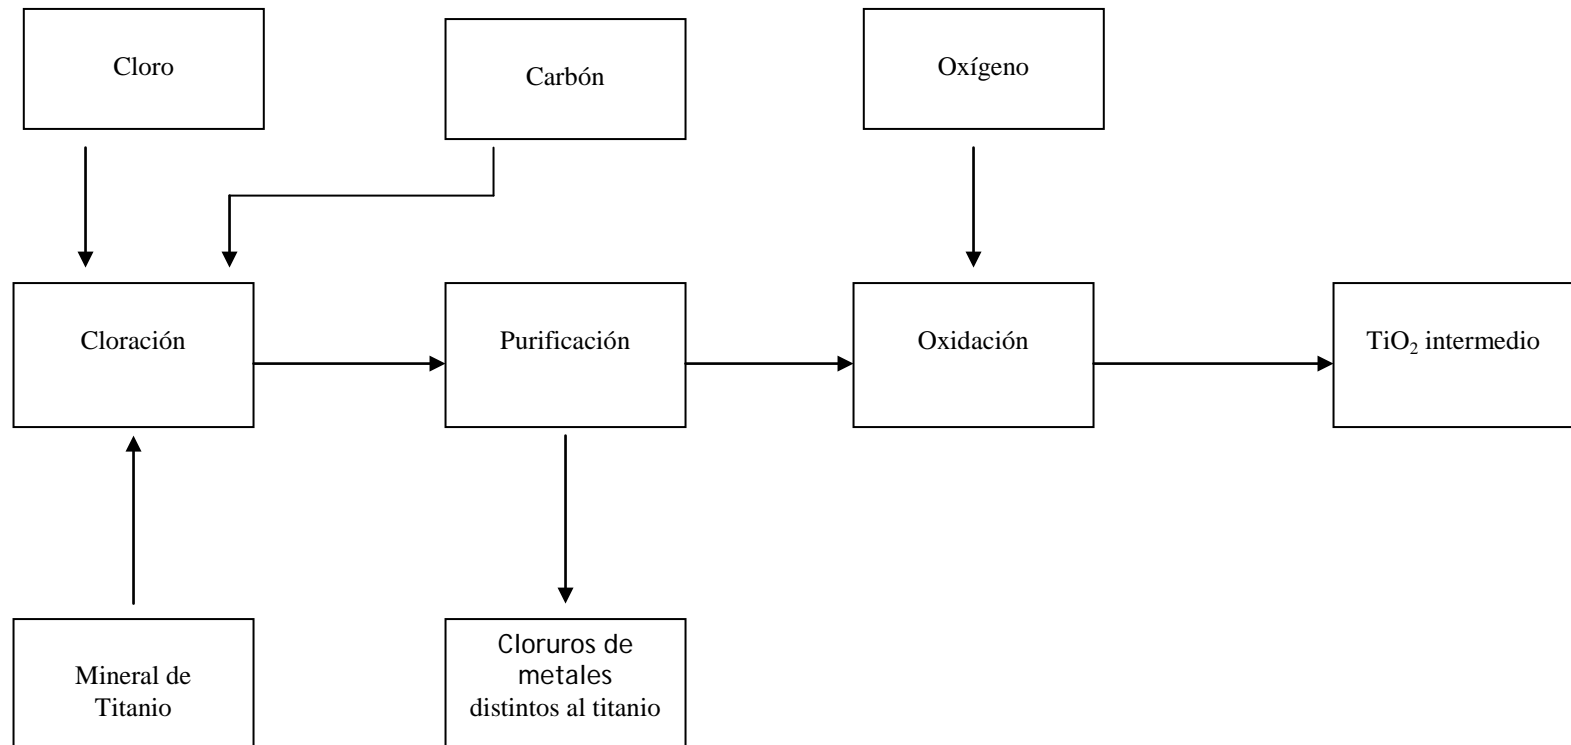 Cloro
Carbón
Oxígeno
Cloración
Purificación
Oxidación
TiO₂ intermedio
Mineral de
Titanio
Cloruros de
metales
distintos al titanio